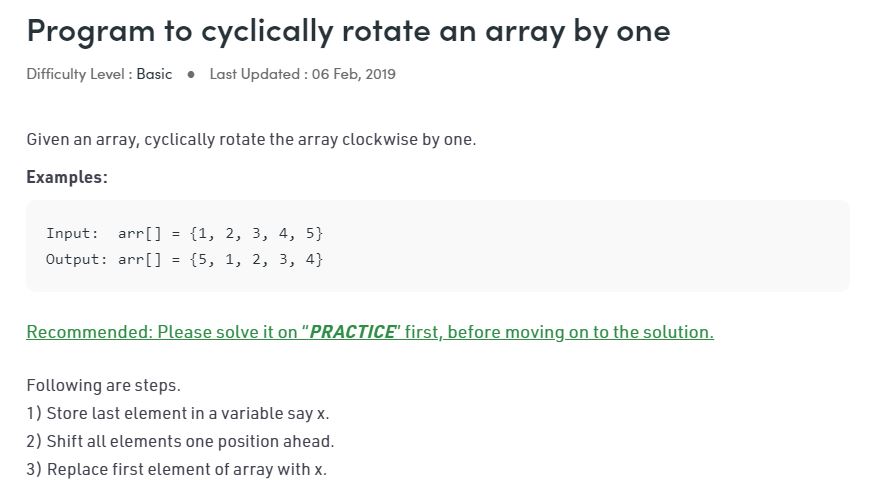 Program to cyclically rotate an array by one
Difficulty Level : Basic ● Last Updated : 06 Feb, 2019
Given an array, cyclically rotate the array clockwise by one.
Examples:
Input:  arr[] = {1, 2, 3, 4, 5}
Output: arr[] = {5, 1, 2, 3, 4}
Recommended: Please solve it on "PRACTICE" first, before moving on to the solution.
Following are steps.
1) Store last element in a variable say x.
2) Shift all elements one position ahead.
3) Replace first element of array with x.